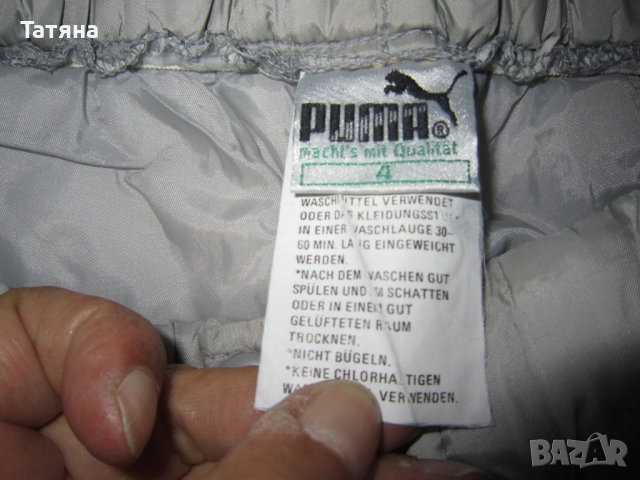 Татяна
PUMA®
macht's mit Qualität
4
WASCHMITTEL VERWENDET
ODER DAS KLEIDUNGSSTÜCK
IN EINER WASCHLAUGE 30-
60 MIN. LANG EINGEWEICHT
WERDEN.
*NACH DEM WASCHEN GUT
SPÜLEN UND IM SCHATTEN
ODER IN EINEM GUT
GELÜFTETEN RAUM
TROCKNEN.
*NICHT BÜGELN.
*KEINE CHLORHALTIGEN
VERWENDEN.
BAZAR